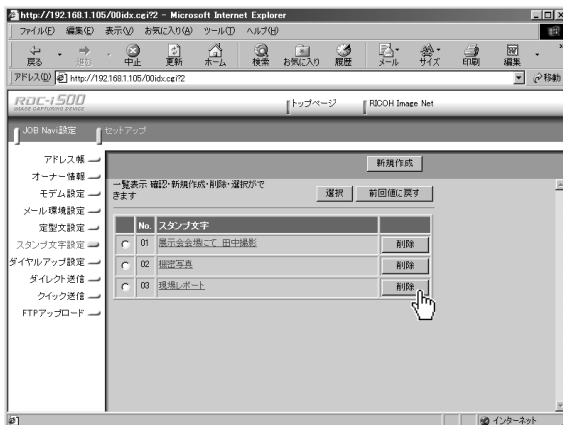 http://192.168.1.105/00idx.cgi?2 - Microsoft Internet Explorer
ファイル(F) 編集(E) 表示(V) お気に入り(A) ツール(T) ヘルプ(H)
戻る 進む 中止 更新 ホーム 検索 お気に入り 履歴 メール サイズ 印刷 編集
アドレス(D) http://192.168.1.105/00idx.cgi?2 移動
RDC-i500
IMAGE CAPTURING DEVICE
トップページ RICOH Image Net
JOB Navi設定 セットアップ
アドレス帳
オーナー情報
モデム設定
メール環境設定
定型文設定
スタンプ文字設定
ダイヤルアップ設定
ダイレクト送信
クイック送信
FTPアップロード
新規作成
一覧表示 確認・新規作成・削除・選択がで
きます
選択 前回値に戻す
No. スタンプ文字
01 展示会会場にて 田中撮影 削除
02 機密写真 削除
03 現場レポート 削除
インターネット